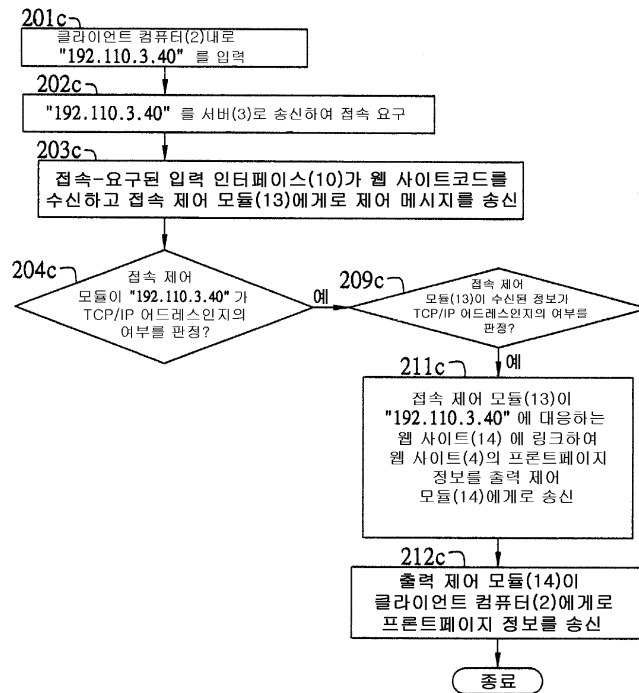 201c
클라이언트 컴퓨터(2)내로
"192.110.3.40" 를 입력
202c
"192.110.3.40" 를 서버(3)로 송신하여 접속 요구
203c
접속-요구된 입력 인터페이스(10)가 웹 사이트코드를
수신하고 접속 제어 모듈(13)에게로 제어 메시지를 송신
204c
접속 제어
모듈이 "192.110.3.40" 가
TCP/IP 어드레스인지의
여부를 판정?
예
209c
접속 제어
모듈(13)이 수신된 정보가
TCP/IP 어드레스인지의 여부를
판정?
예
211c
접속 제어 모듈(13)이
"192.110.3.40" 에 대응하는
웹 사이트(14) 에 링크하여
웹 사이트(4)의 프론트페이지
정보를 출력 제어
모듈(14)에게로 송신
212c
출력 제어 모듈(14)이
클라이언트 컴퓨터(2)에게로
프론트페이지 정보를 송신
종료